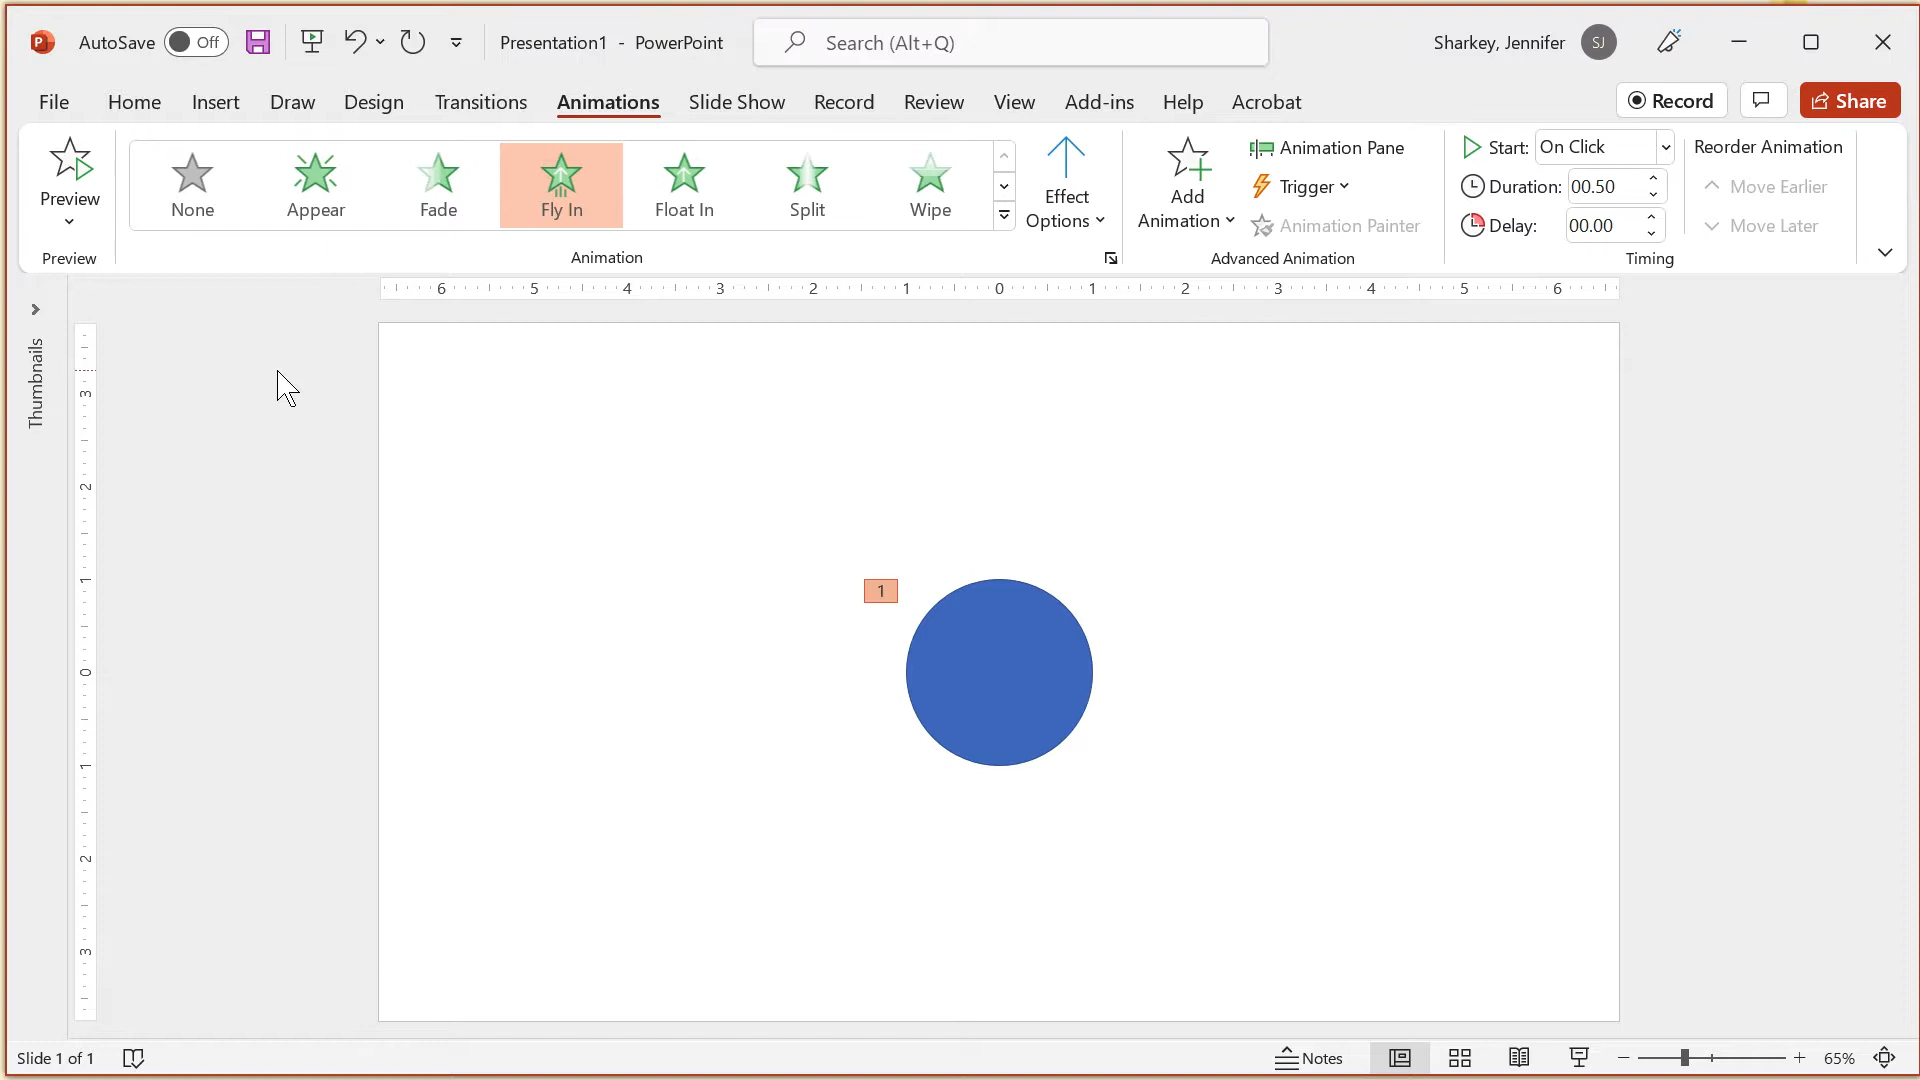 AutoSave Off Presentation1 - PowerPoint Search (Alt+Q) Sharkey, Jennifer SJ
File Home Insert Draw Design Transitions Animations Slide Show Record Review View Add-ins Help Acrobat Record Share
Preview
Preview
None Appear Fade Fly In Float In Split Wipe
Animation
Effect
Options
Add
Animation
Animation Pane
Trigger
Animation Painter
Advanced Animation
Start: On Click
Duration: 00.50
Delay: 00.00
Reorder Animation
Move Earlier
Move Later
Timing
6 5 4 3 2 1 0 1 2 3 4 5 6
Thumbnails
3
2
1
0
1
2
3
1
Slide 1 of 1 Notes 65%